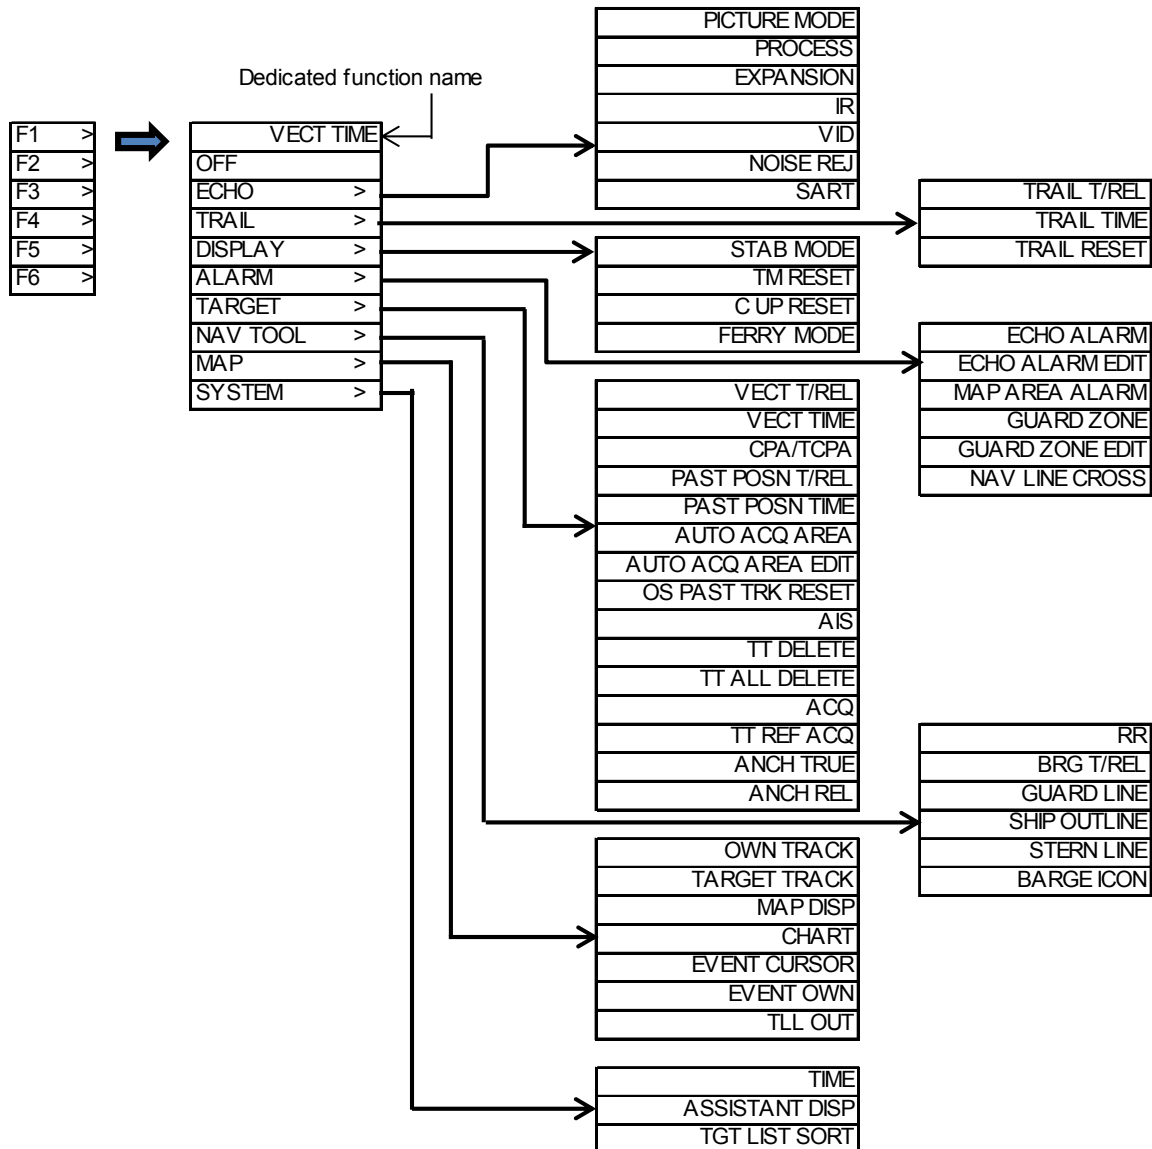 Dedicated function name
F1 >
F2 >
F3 >
F4 >
F5 >
F6 >
VECT TIME
OFF
ECHO >
TRAIL >
DISPLAY >
ALARM >
TARGET >
NAV TOOL >
MAP >
SYSTEM >
PICTURE MODE
PROCESS
EXPANSION
IR
VID
NOISE REJ
SART
TRAIL T/REL
TRAIL TIME
TRAIL RESET
STAB MODE
TM RESET
C UP RESET
FERRY MODE
ECHO ALARM
ECHO ALARM EDIT
MAP AREA ALARM
GUARD ZONE
GUARD ZONE EDIT
NAV LINE CROSS
VECT T/REL
VECT TIME
CPA/TCPA
PAST POSN T/REL
PAST POSN TIME
AUTO ACQ AREA
AUTO ACQ AREA EDIT
OS PAST TRK RESET
AIS
TT DELETE
TT ALL DELETE
ACQ
TT REF ACQ
ANCH TRUE
ANCH REL
RR
BRG T/REL
GUARD LINE
SHIP OUTLINE
STERN LINE
BARGE ICON
OWN TRACK
TARGET TRACK
MAP DISP
CHART
EVENT CURSOR
EVENT OWN
TLL OUT
TIME
ASSISTANT DISP
TGT LIST SORT